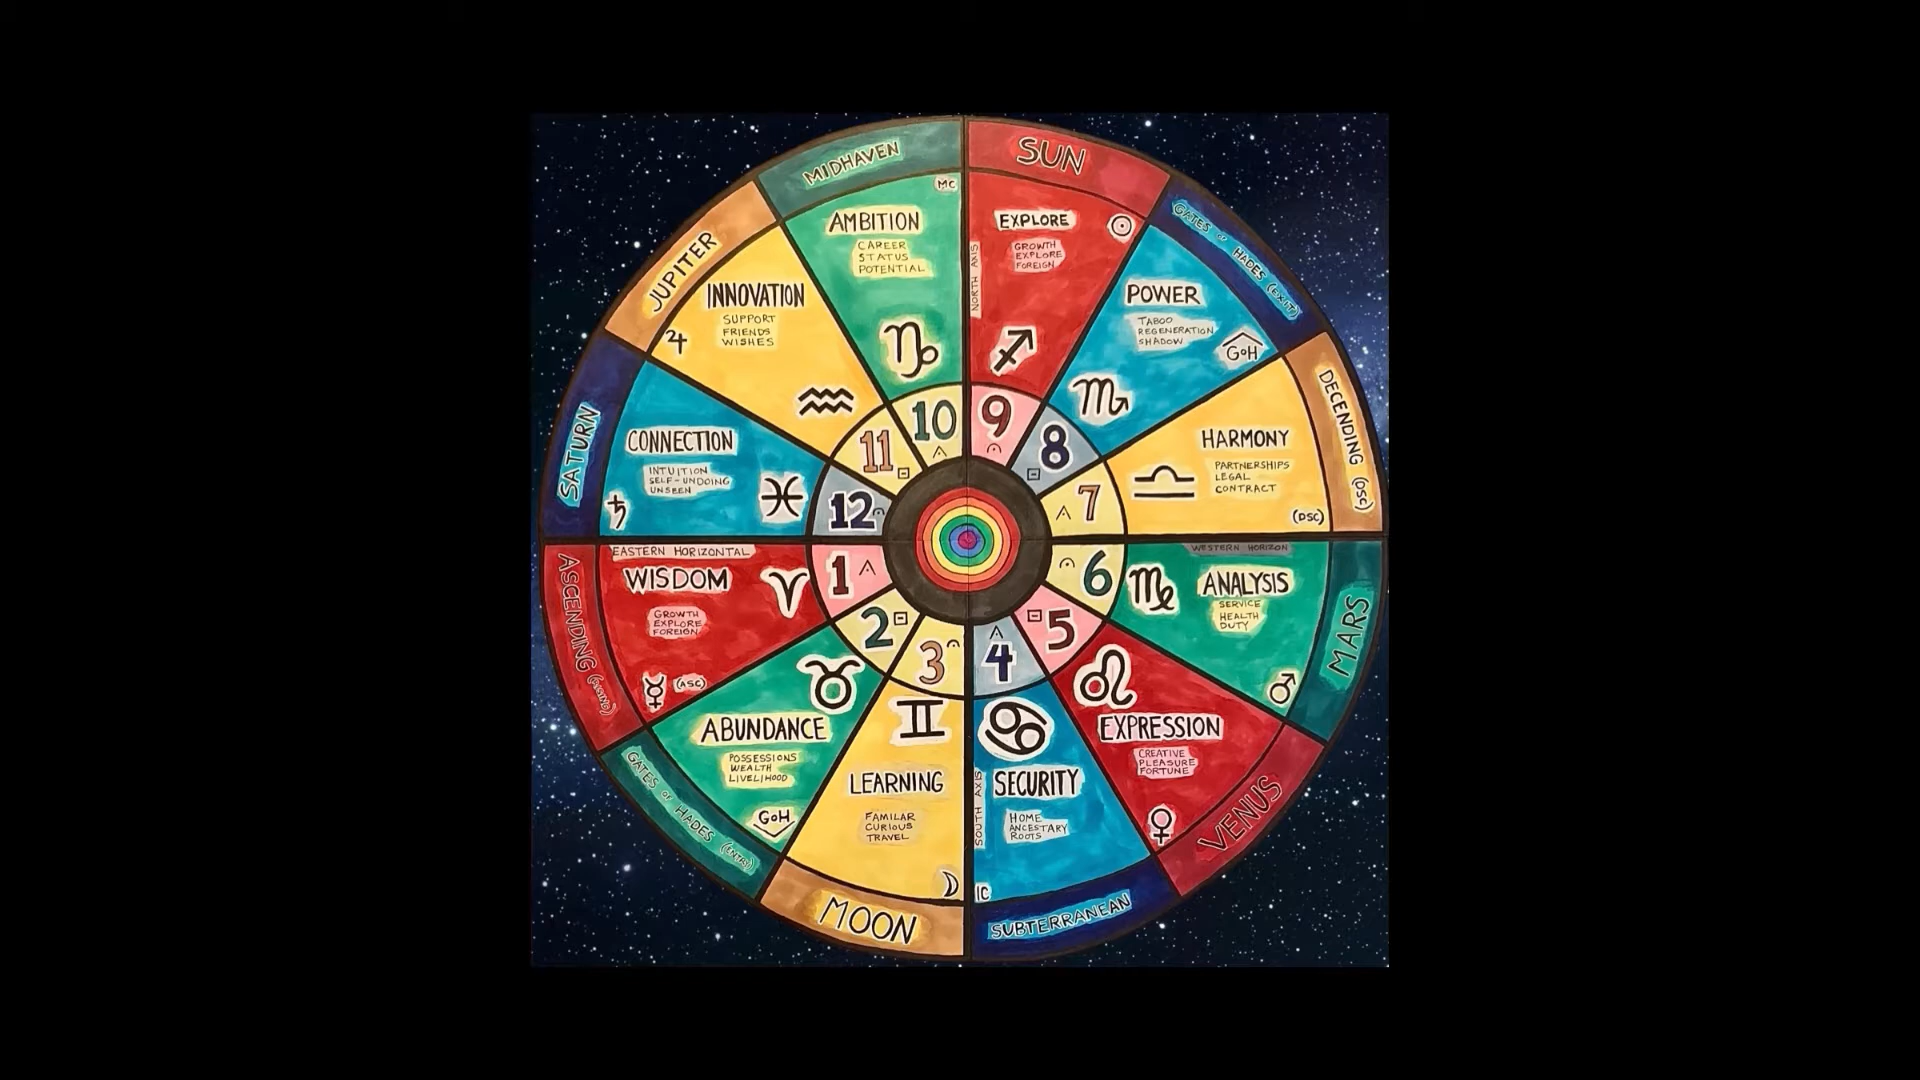 SUN
EXPLORE
GROWTH
EXPLORE
FOREIGN
NORTH AXIS
9
GATES OF HADES (EXIT)
POWER
TABOO
REGENERATION
SHADOW
GoH
8
DECENDING (DSC)
HARMONY
PARTNERSHIPS
LEGAL
CONTRACT
(DSC)
7
MARS
WESTERN HORIZON
ANALYSIS
SERVICE
HEALTH
DUTY
6
VENUS
EXPRESSION
CREATIVE
PLEASURE
FORTUNE
5
SUBTERRANEAN
SECURITY
HOME
ANCESTARY
ROOTS
SOUTH AXIS
IC
4
MOON
LEARNING
FAMILAR
CURIOUS
TRAVEL
3
GATES OF HADES
ABUNDANCE
POSSESSIONS
WEALTH
LIVELIHOOD
GoH
2
ASCENDING
EASTERN HORIZONTAL
WISDOM
GROWTH
EXPLORE
FOREIGN
(ASC)
1
SATURN
CONNECTION
INTUITION
SELF-UNDOING
UNSEEN
12
JUPITER
INNOVATION
SUPPORT
FRIENDS
WISHES
11
MIDHAVEN
MC
AMBITION
CAREER
STATUS
POTENTIAL
10